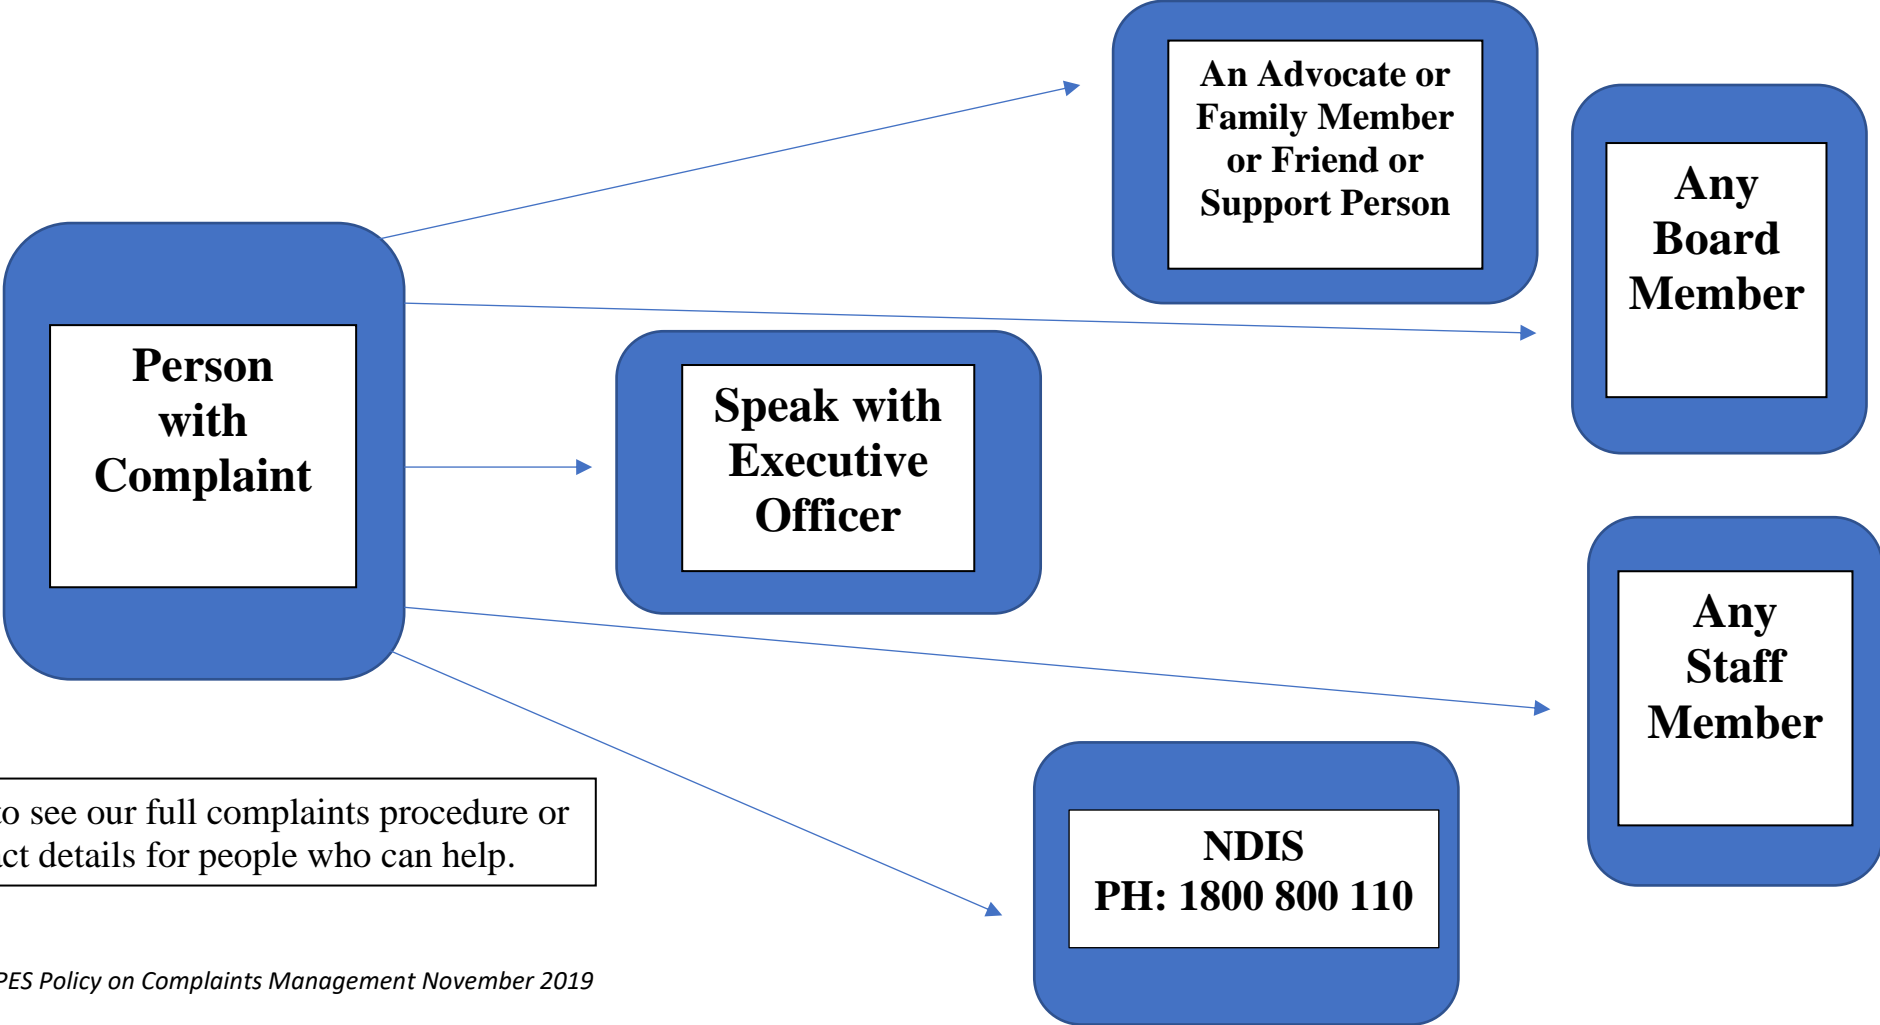 An Advocate or
Family Member
or Friend or
Support Person
Any
Board
Member
Person
with
Complaint
Speak with
Executive
Officer
Any
Staff
Member
to see our full complaints procedure or
details for people who can help.
NDIS
PH: 1800 800 110
Policy on Complaints Management November 2019